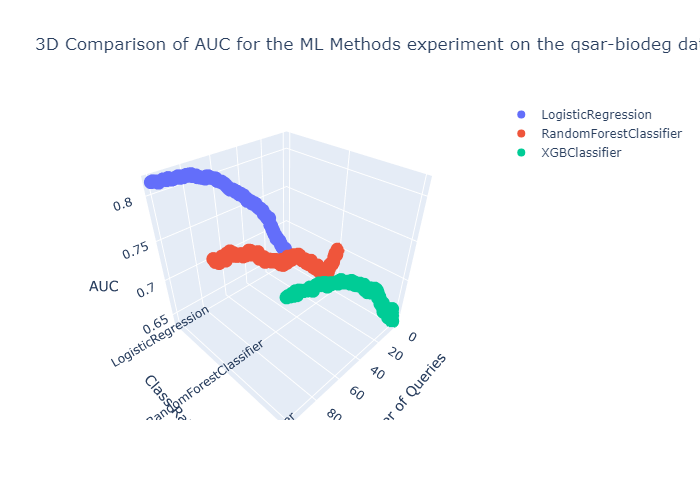 3D Comparison of AUC for the ML Methods experiment on the qsar-biodeg
LogisticRegression
RandomForestClassifier
XGBClassifier
0.8
0.75
0.7
0.65
AUC
LogisticRegression
RandomForestClassifier
0
20
40
60
80
of Queries